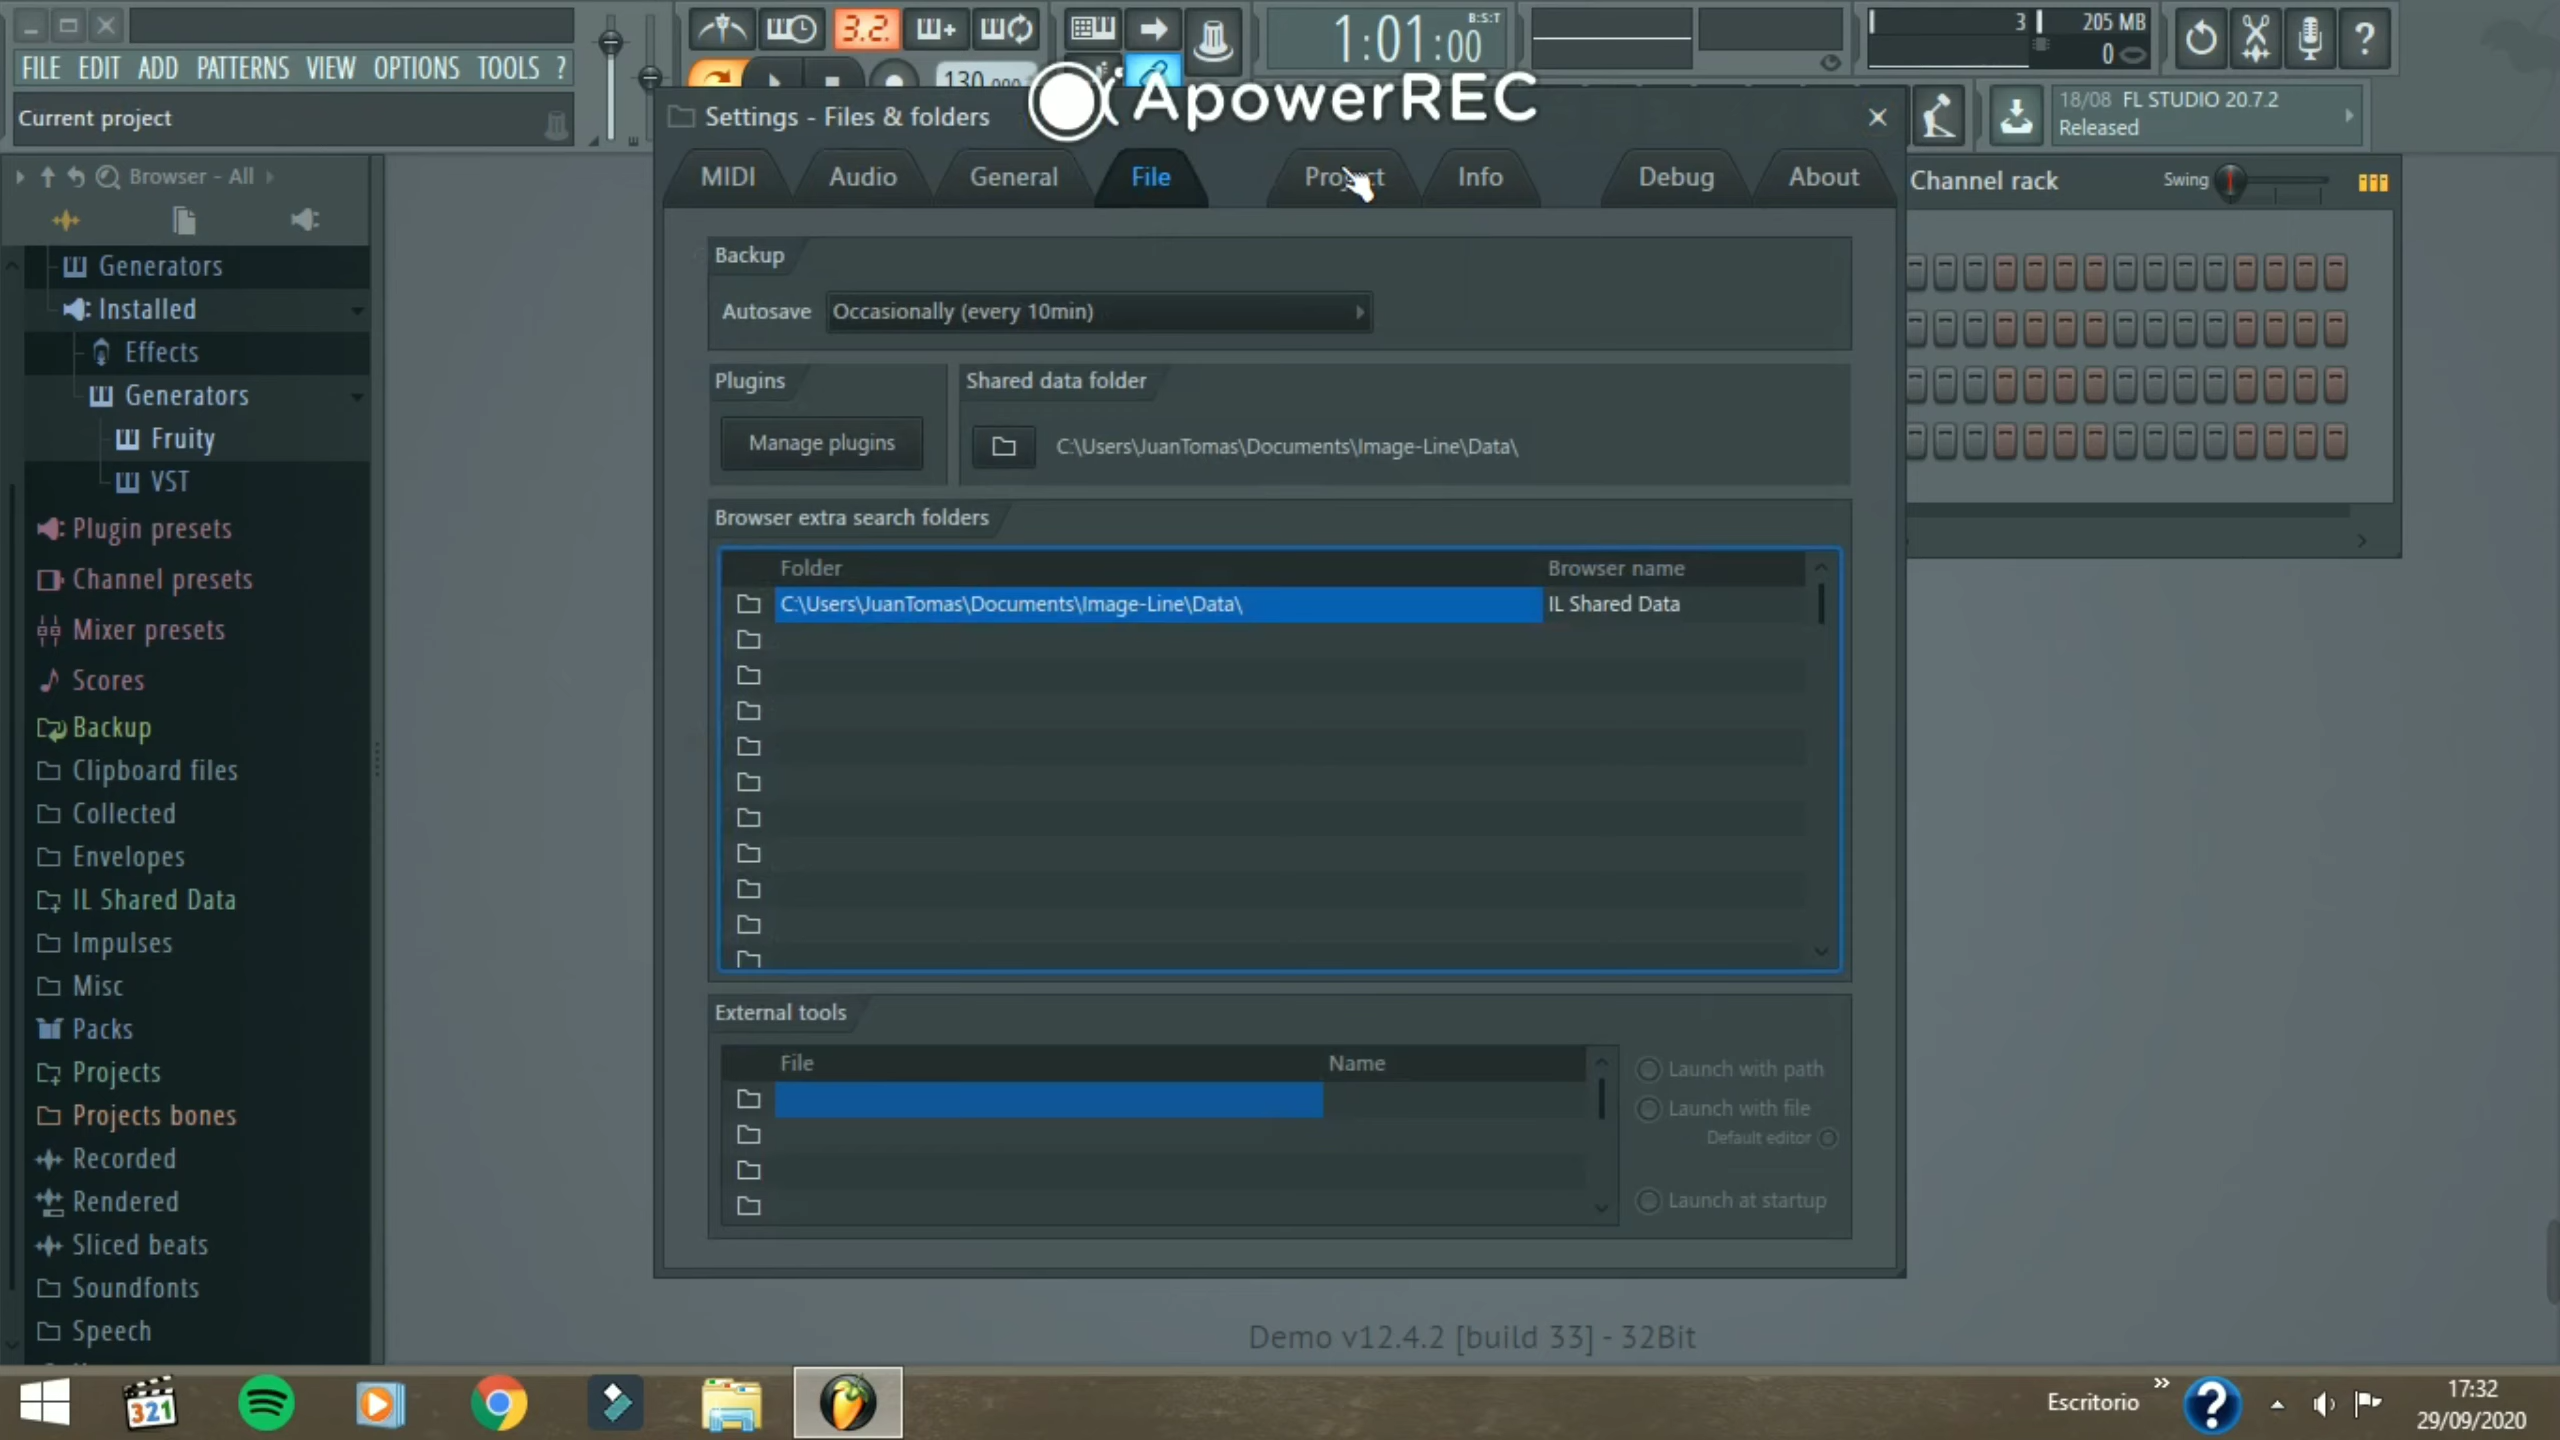 3.2.
1:01:00
B:S:T
3
205 MB
0
FILE EDIT ADD PATTERNS VIEW OPTIONS TOOLS ?
?
130.000
ApowerREC
Current project
Settings - Files & folders
18/08 FL STUDIO 20.7.2
Released
MIDI
Audio
General
File
Project
Info
Debug
About
Channel rack
Swing
Browser - All
Generators
Installed
Effects
Generators
Fruity
VST
Plugin presets
Channel presets
Mixer presets
Scores
Backup
Clipboard files
Collected
Envelopes
IL Shared Data
Impulses
Misc
Packs
Projects
Projects bones
Recorded
Rendered
Sliced beats
Soundfonts
Speech
Backup
Autosave
Occasionally (every 10min)
Plugins
Shared data folder
Manage plugins
C:\Users\JuanTomas\Documents\Image-Line\Data\
Browser extra search folders
Folder
Browser name
C:\Users\JuanTomas\Documents\Image-Line\Data\
IL Shared Data
External tools
File
Name
Launch with path
Launch with file
Default editor
Launch at startup
Demo v12.4.2 [build 33] - 32Bit
321
Escritorio
»
?
17:32
29/09/2020